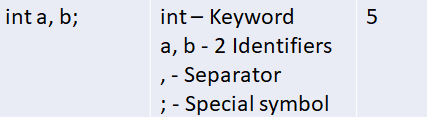 int a, b;
int – Keyword
a, b - 2 Identifiers
, - Separator
; - Special symbol
5